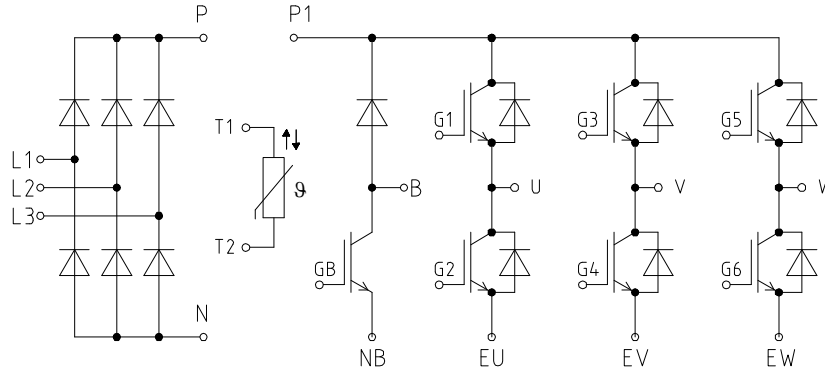 P P1
T1
G1 G3 G5
L1
L2
L3
ϑ
B U V
T2
GB G2 G4 G6
N
NB EU EV EW